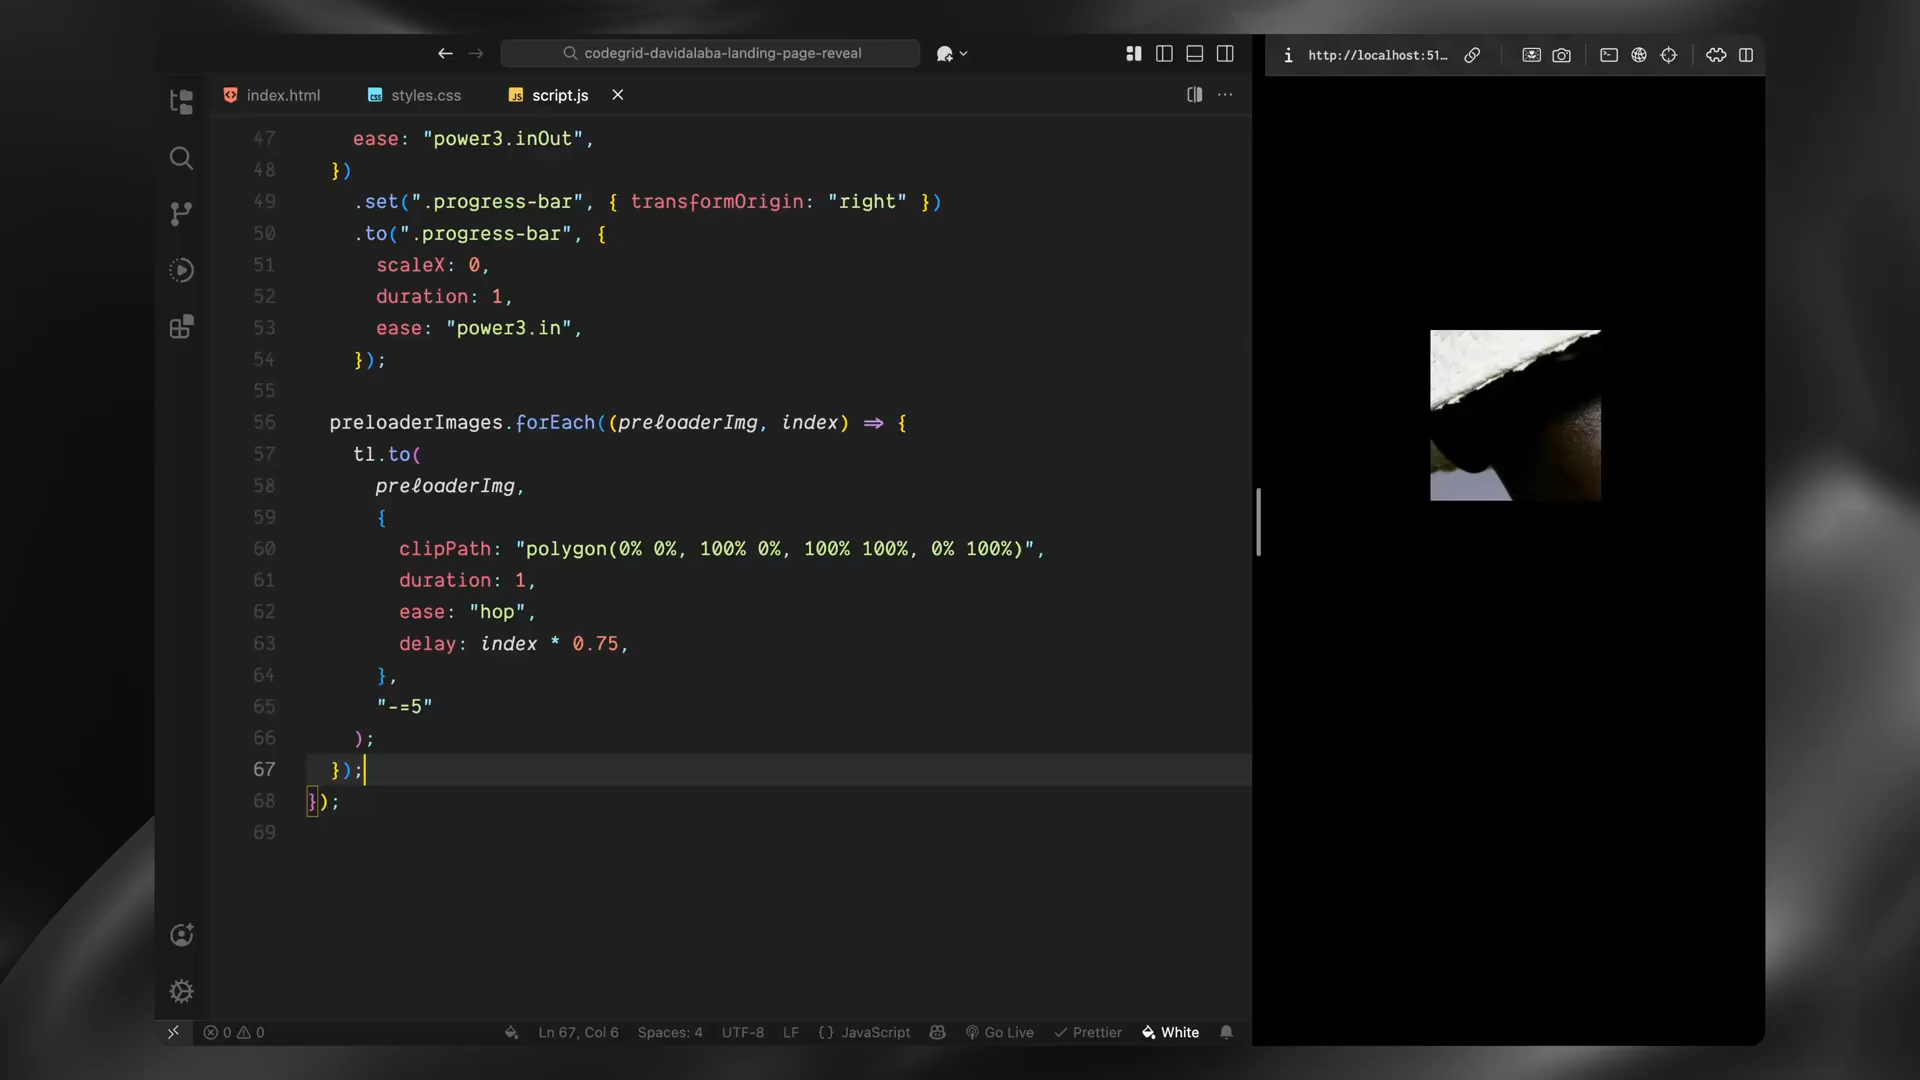 codegrid-davidalaba-landing-page-reveal
http://localhost:51…
index.html
styles.css
script.js
47 ease: "power3.inOut",
48 })
49 .set(".progress-bar", { transformOrigin: "right" })
50 .to(".progress-bar", {
51 scaleX: 0,
52 duration: 1,
53 ease: "power3.in",
54 });
55
56 preloaderImages.forEach((preloaderImg, index) => {
57 tl.to(
58 preloaderImg,
59 {
60 clipPath: "polygon(0% 0%, 100% 0%, 100% 100%, 0% 100%)",
61 duration: 1,
62 ease: "hop",
63 delay: index * 0.75,
64 },
65 "-=5"
66 );
67 });
68 });
69
0 0
Ln 67, Col 6
Spaces: 4
UTF-8
LF
{} JavaScript
Go Live
Prettier
White